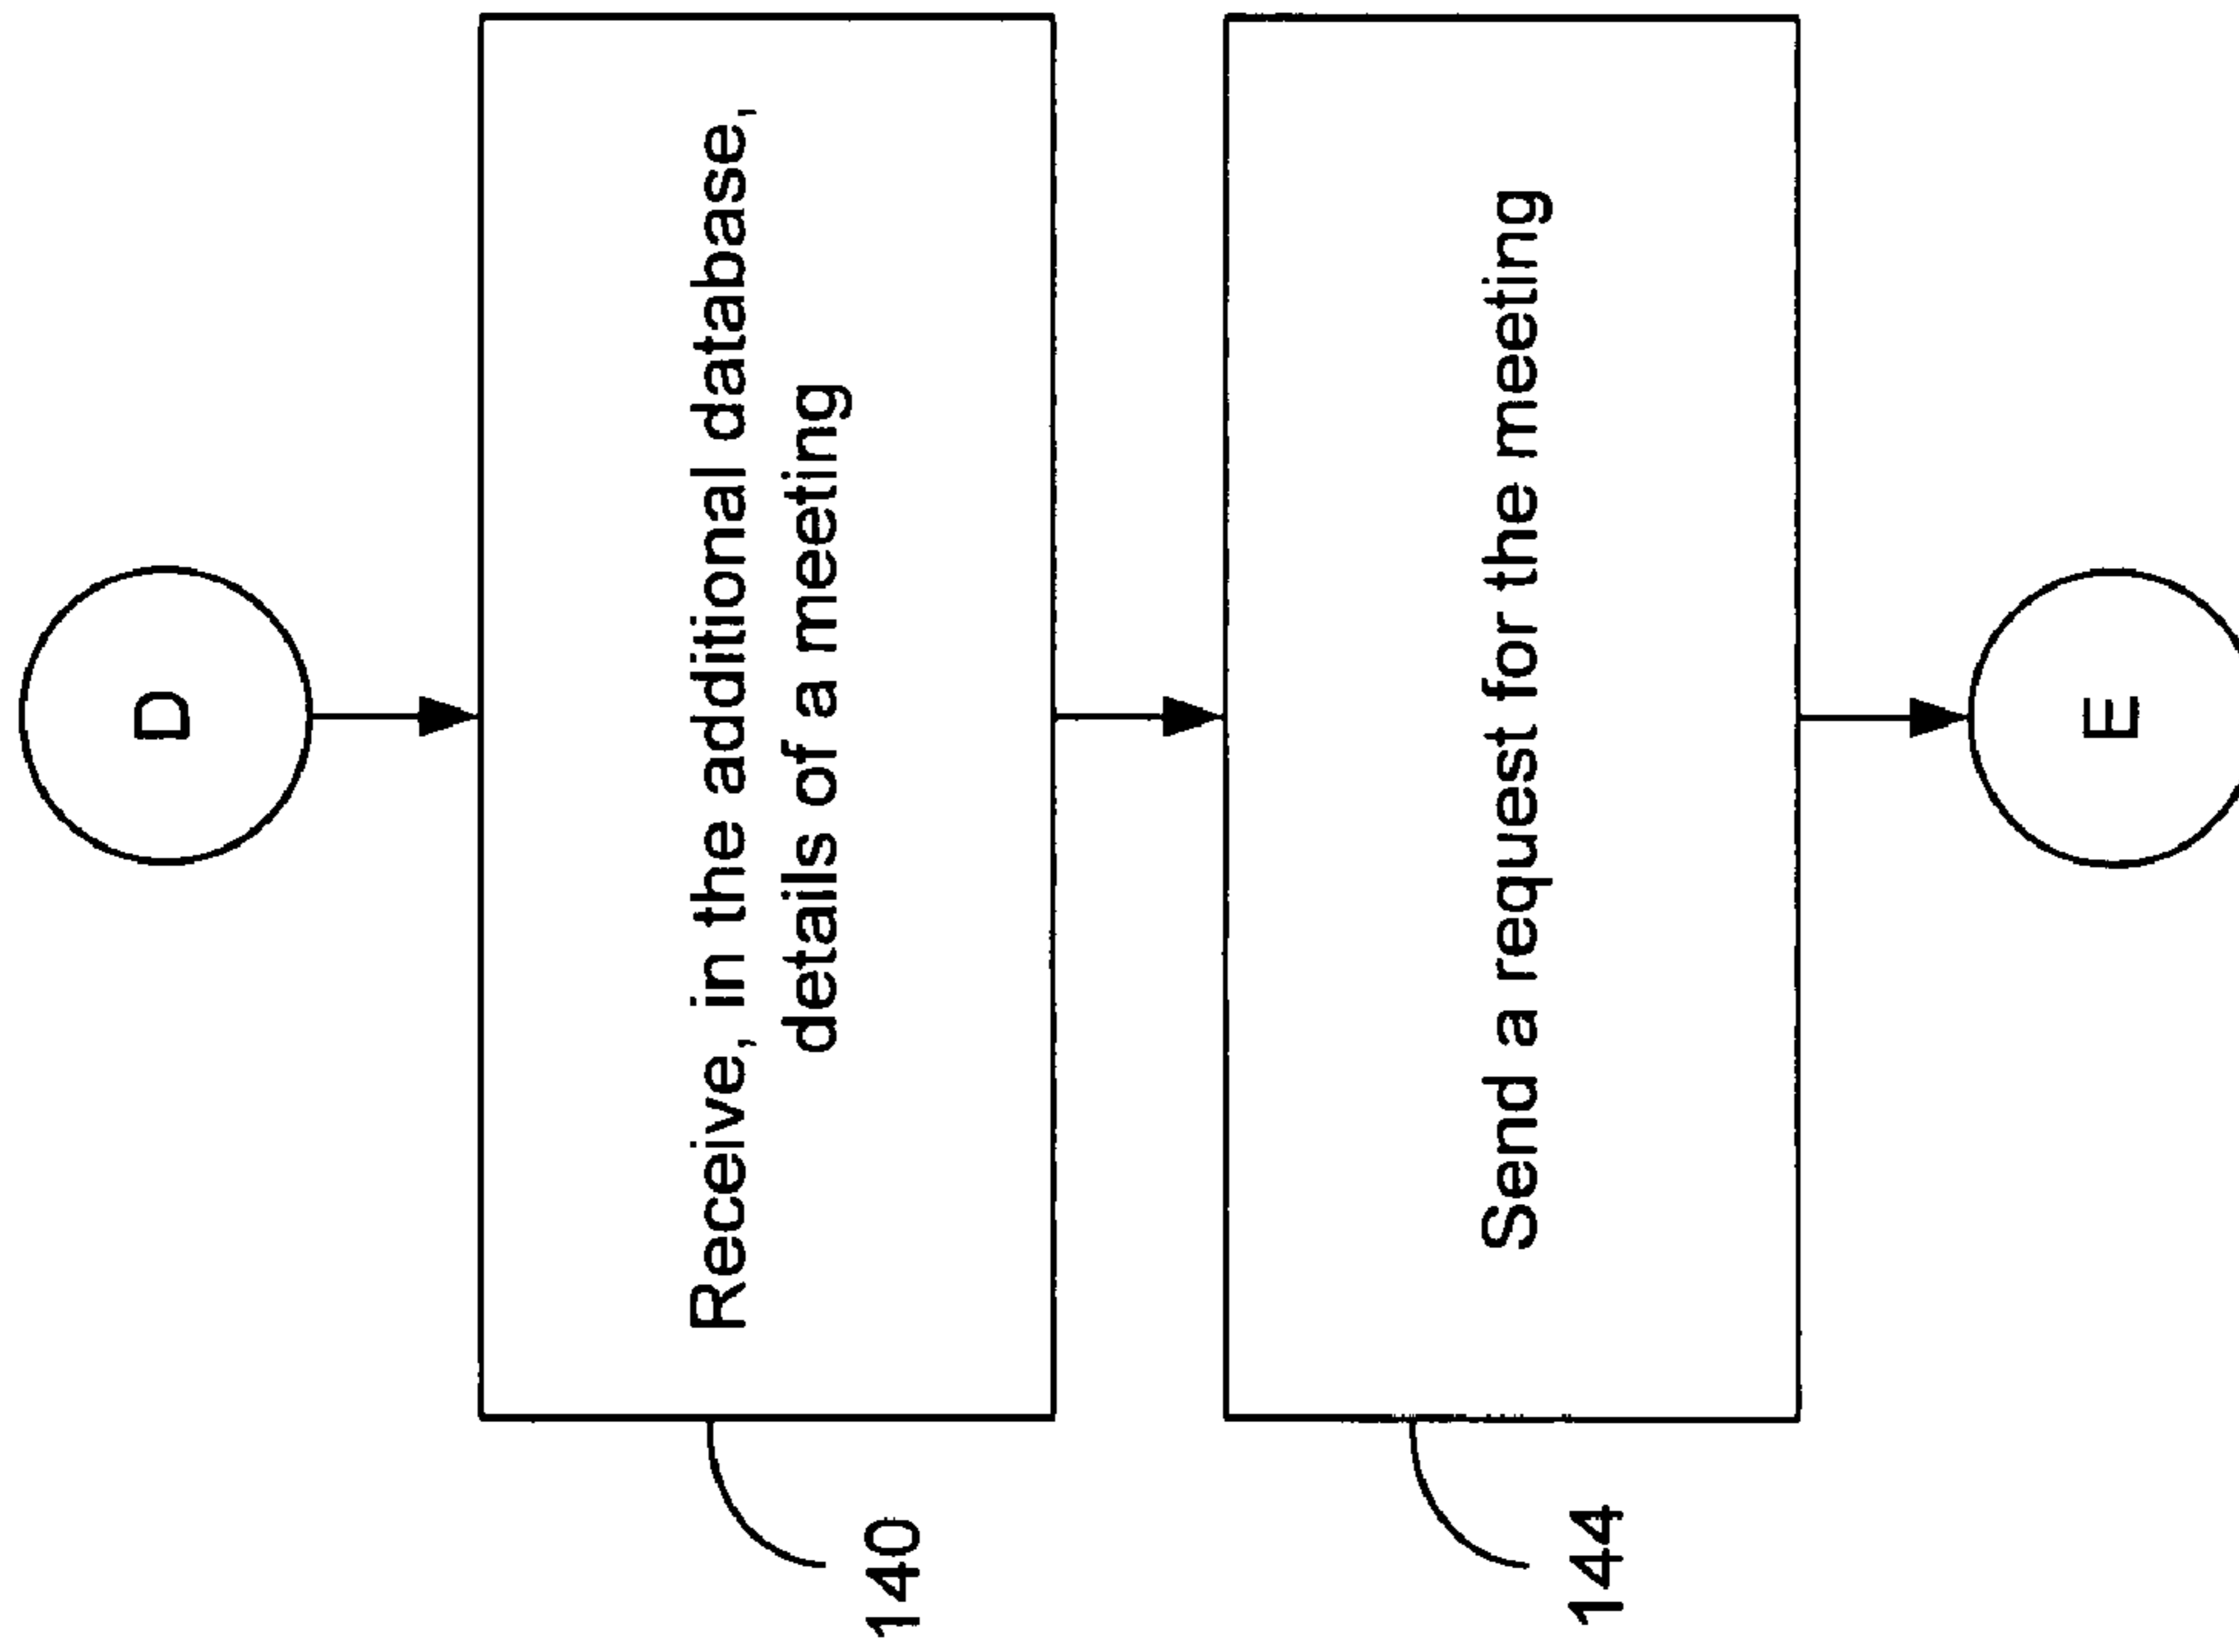 D
Receive, in the additional database,
details of a meeting
140
Send a request for the meeting
144
E